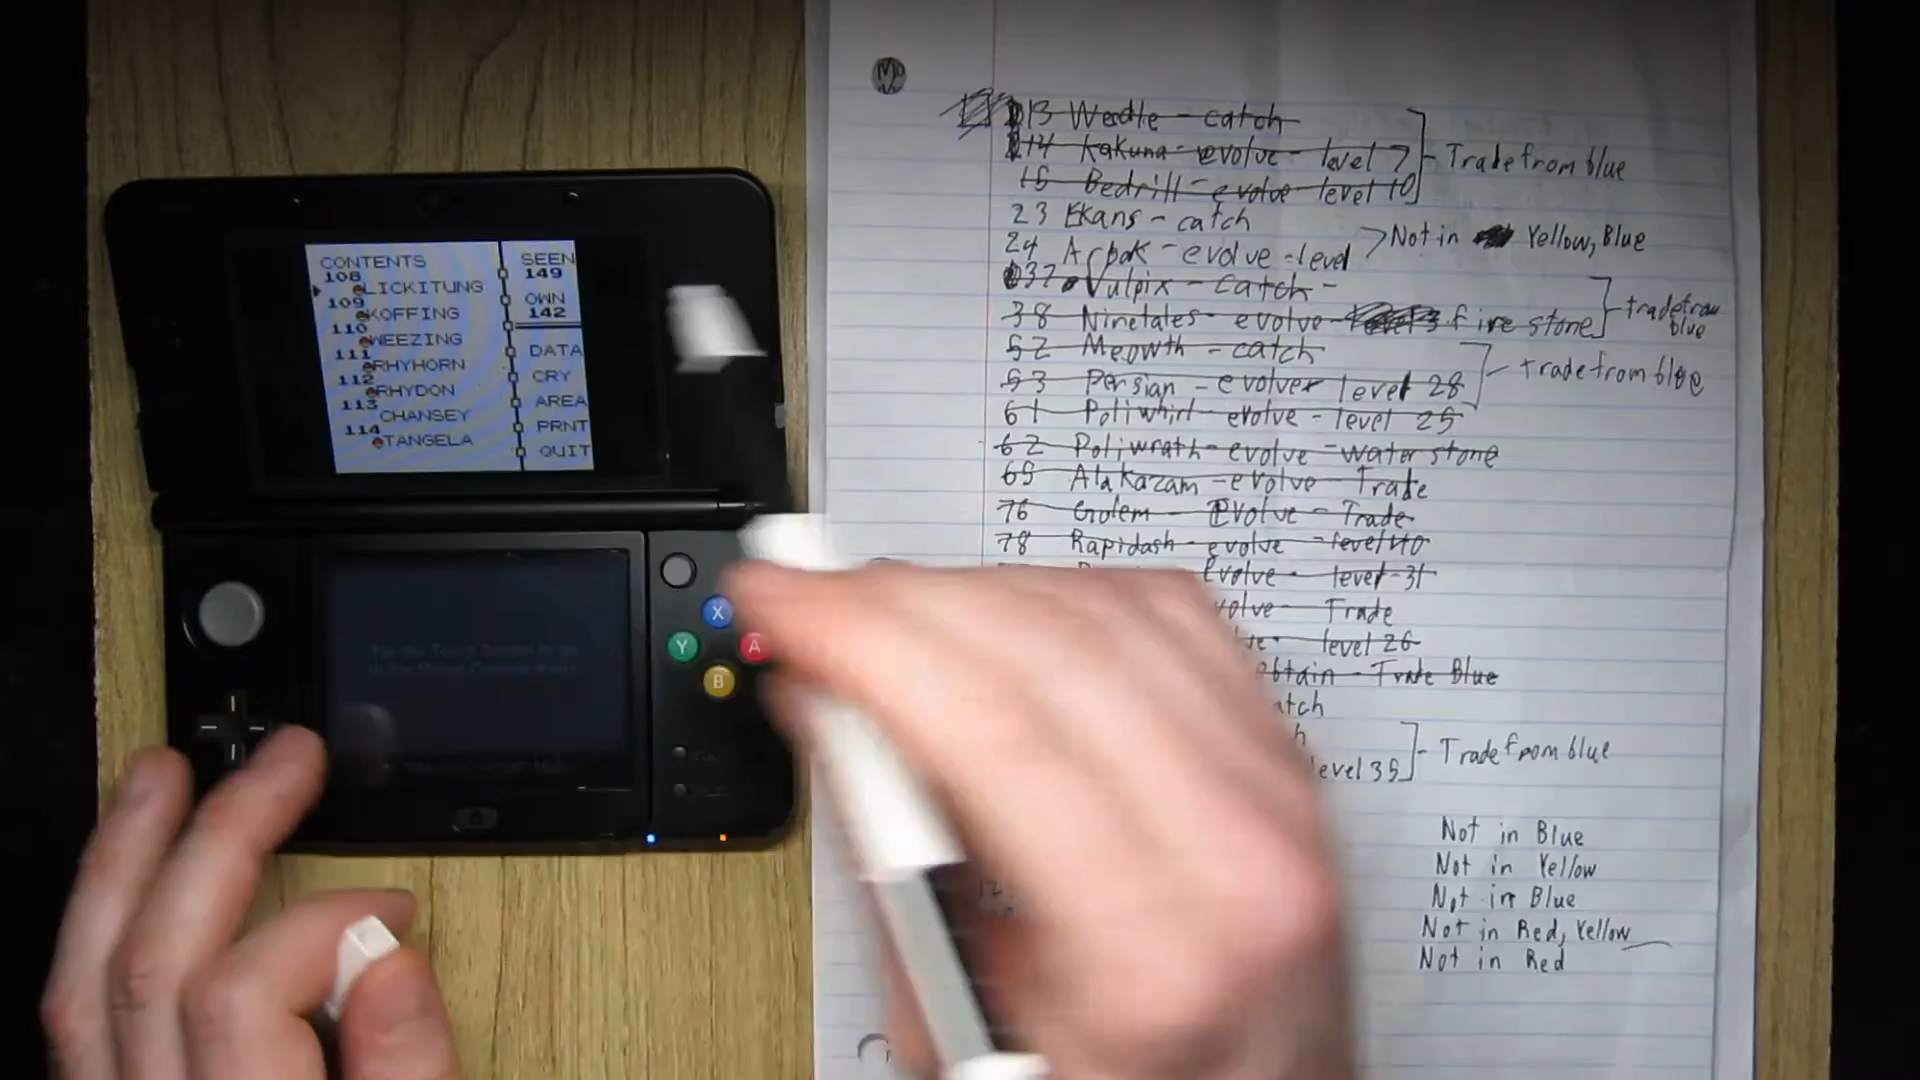 CONTENTS
108
LICKITUNG
109
KOFFING
110
WEEZING
111
RHYHORN
112
RHYDON
113
CHANSEY
114
TANGELA
SEEN
149
OWN
142
DATA
CRY
AREA
PRNT
QUIT
X
Y
A
B
13 Weedle - catch
14 Kakuna - evolve - level 7
Trade from blue
15 Bedrill - evolve level 10
23 Ekans - catch
24 Arbok - evolve - level
Not in Yellow, Blue
37 Vulpix - catch -
38 Ninetales - evolve fire stone
trade from
blue
52 Meowth - catch
53 Persian - evolver level 28
trade from blue
61 Poliwhirl - evolve - level 25
62 Poliwrath - evolve - water stone
65 Alakazam - evolve - Trade
76 Golem - Evolve - Trade
78 Rapidash - evolve - level 40
Evolve - level-31
volve - Trade
level 26
obtain - Trade Blue
atch
h
evel 35
Trade from blue
Not in Blue
Not in Yellow
Not in Blue
Not in Red, Yellow
Not in Red